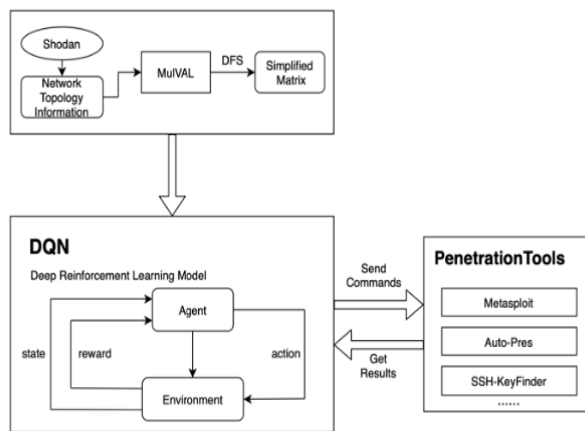 Shodan
Network
Topology
Information
MulVAL
DFS
Simplified
Matrix
DQN
Deep Reinforcement Learning Model
Agent
state
reward
action
Environment
Send
Commands
Get
Results
PenetrationTools
Metasploit
Auto-Pres
SSH-KeyFinder
......